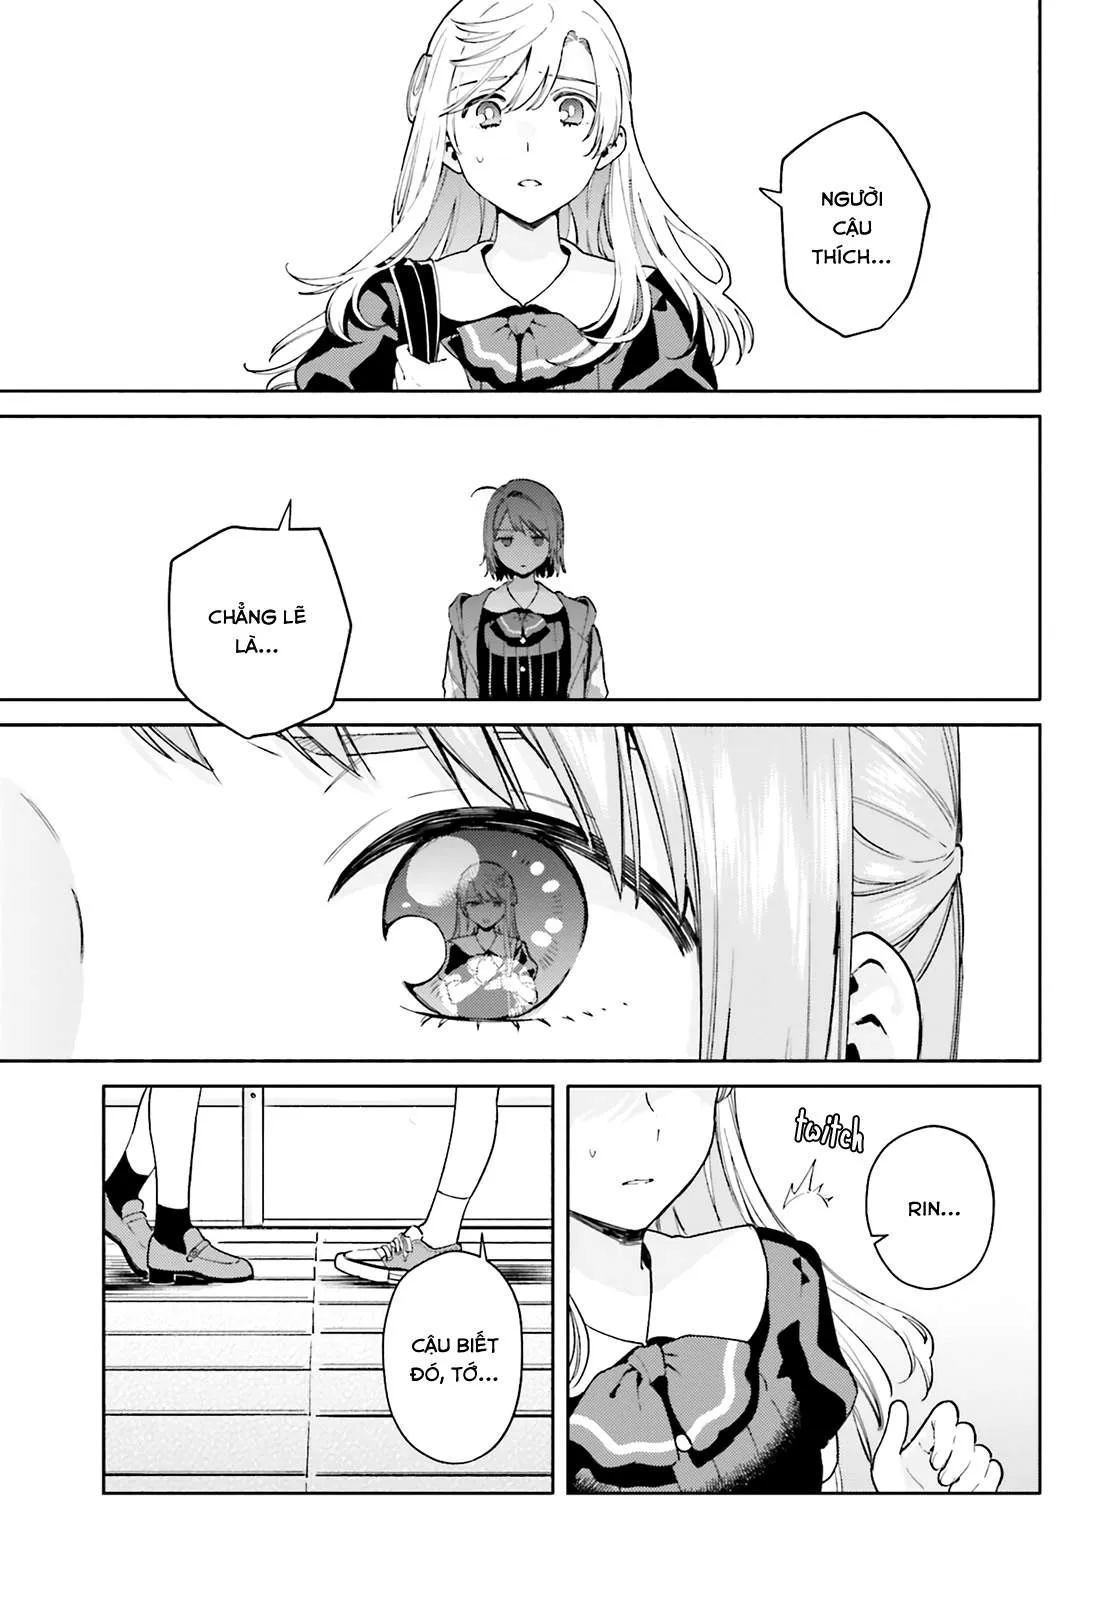 NGƯỜI
CẬU
THÍCH...
CHẲNG LẼ
LÀ...
twitch
RIN...
CẬU BIẾT
ĐÓ, TỚ...